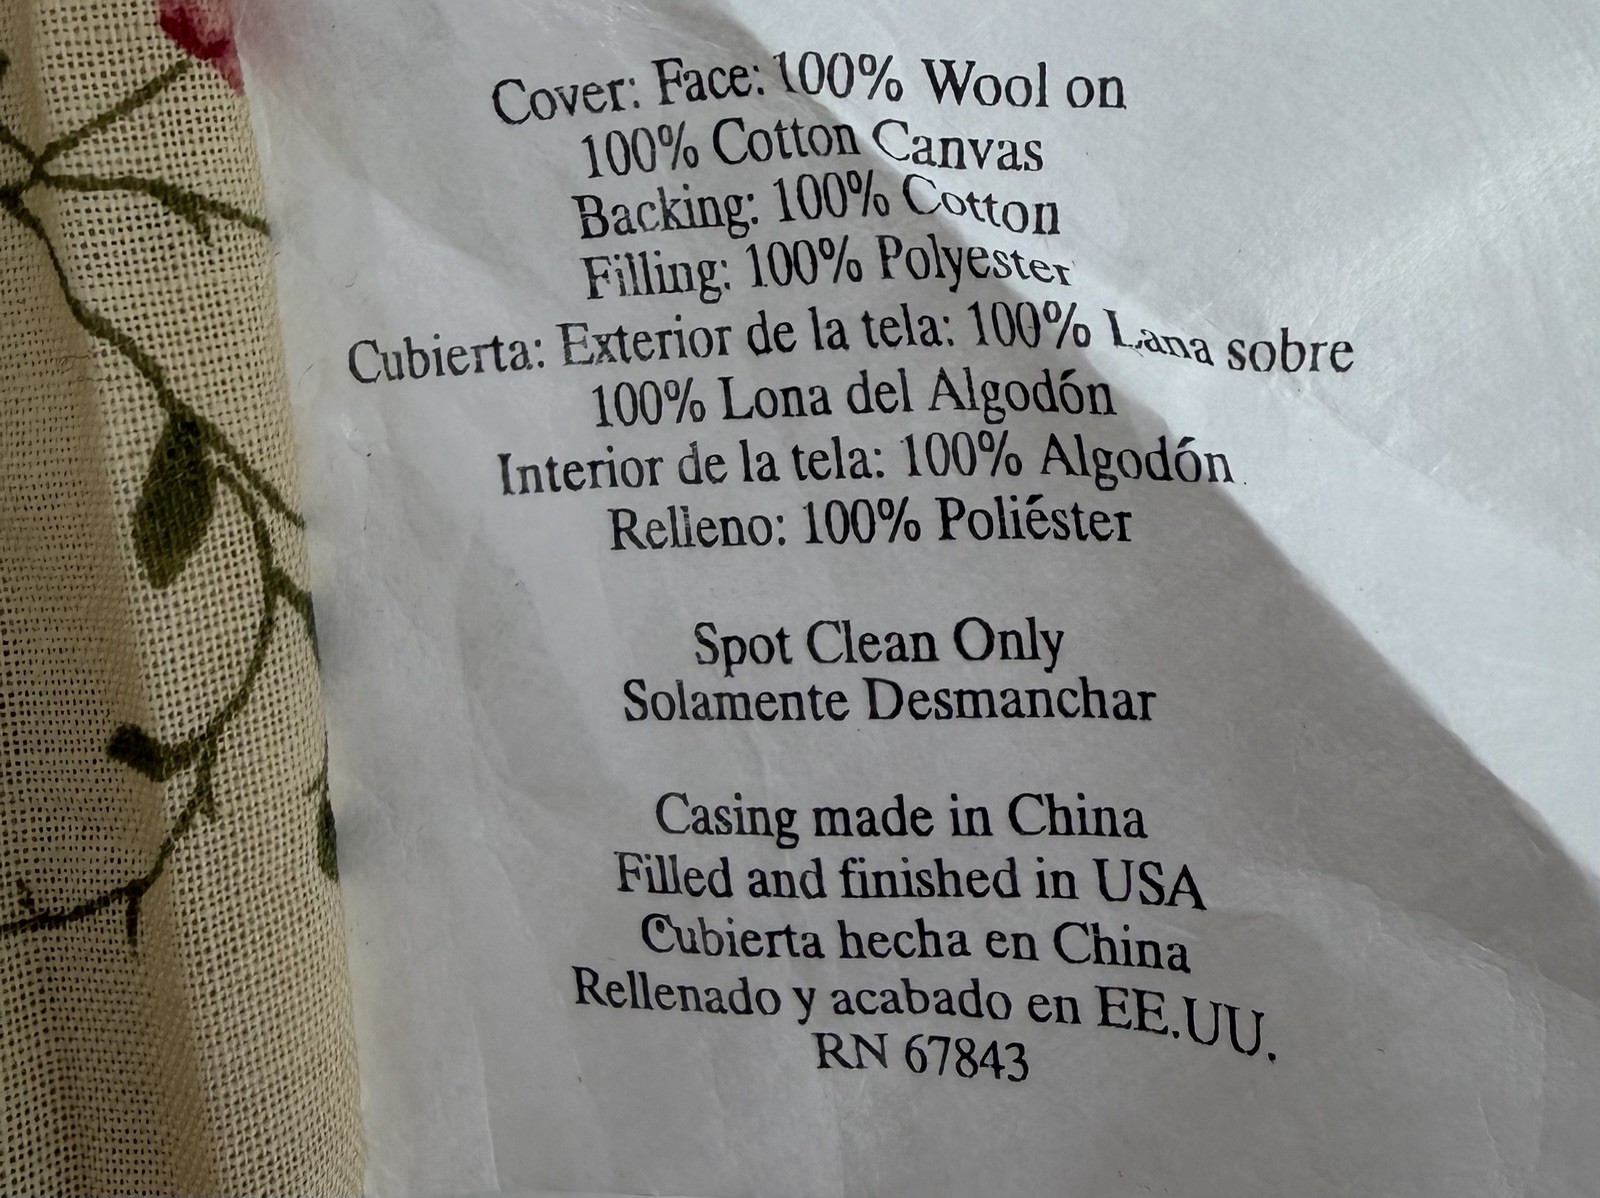 Cover: Face: 100% Wool on
100% Cotton Canvas
Backing: 100% Cotton
Filling: 100% Polyester
Cubierta: Exterior de la tela: 100% Lana sobre
100% Lona del Algodón
Interior de la tela: 100% Algodón
Relleno: 100% Poliéster
Spot Clean Only
Solamente Desmanchar
Casing made in China
Filled and finished in USA
Cubierta hecha en China
Rellenado y acabado en EE.UU.
RN 67843